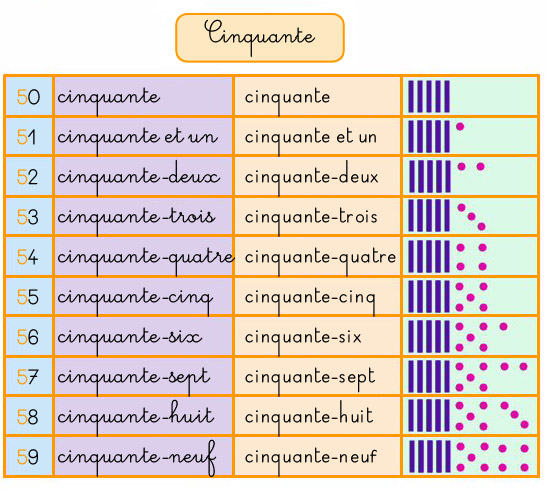 Cinquante
50 cinquante cinquante
51 cinquante et un cinquante et un
52 cinquante-deux cinquante-deux
53 cinquante-trois cinquante-trois
54 cinquante-quatre cinquante-quatre
55 cinquante-cinq cinquante-cinq
56 cinquante-six cinquante-six
57 cinquante-sept cinquante-sept
58 cinquante-huit cinquante-huit
59 cinquante-neuf cinquante-neuf